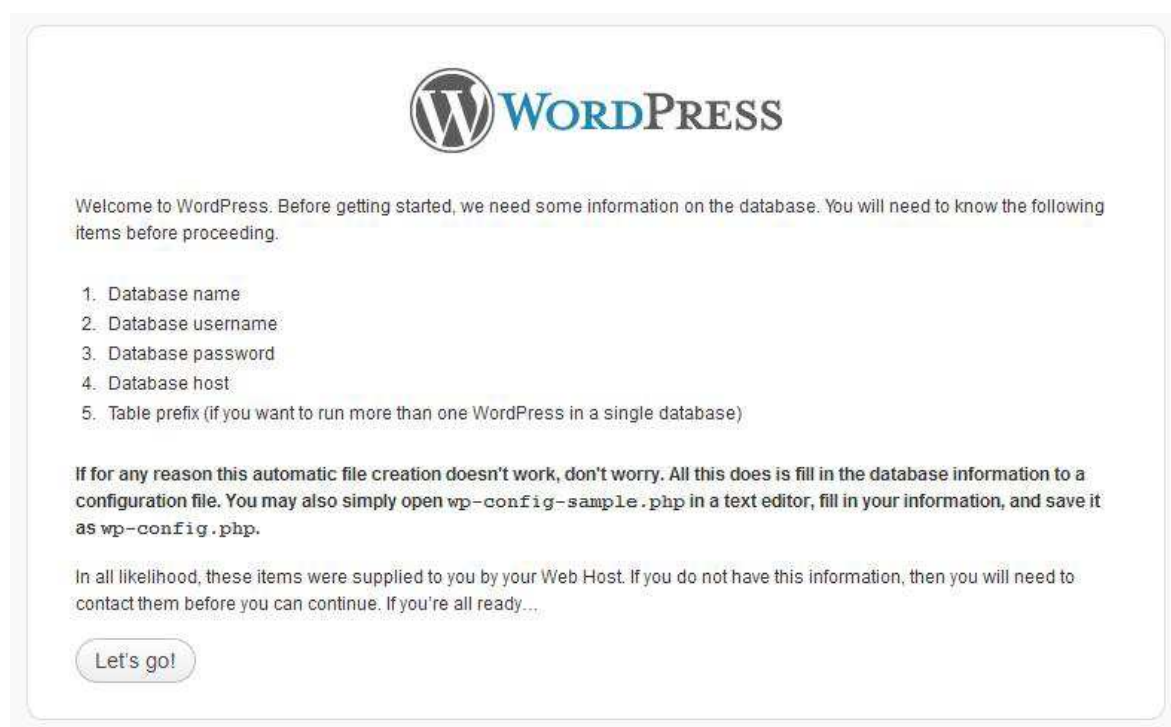 WORDPRESS
Welcome to WordPress. Before getting started, we need some information on the database. You will need to know the following
items before proceeding.
1. Database name
2. Database username
3. Database password
4. Database host
5. Table prefix (if you want to run more than one WordPress in a single database)
If for any reason this automatic file creation doesn't work, don't worry. All this does is fill in the database information to a
configuration file. You may also simply open wp-config-sample.php in a text editor, fill in your information, and save it
as wp-config.php.
In all likelihood, these items were supplied to you by your Web Host. If you do not have this information, then you will need to
contact them before you can continue. If you're all ready...
Let's go!